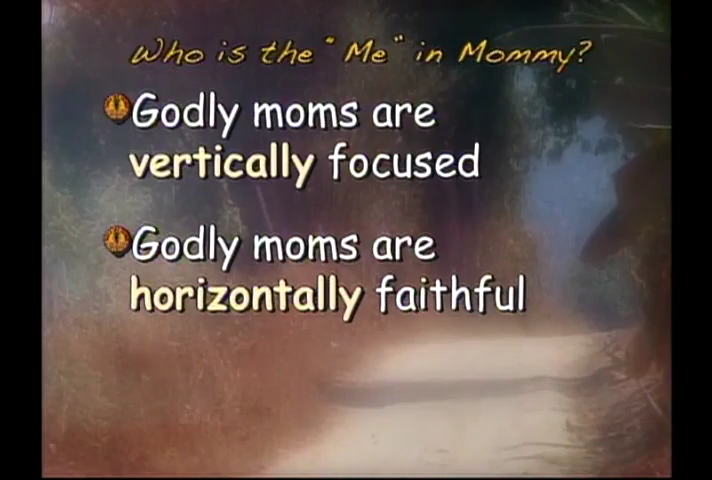 Who is the "Me" in Mommy?
Godly moms are
vertically focused
Godly moms are
horizontally faithful